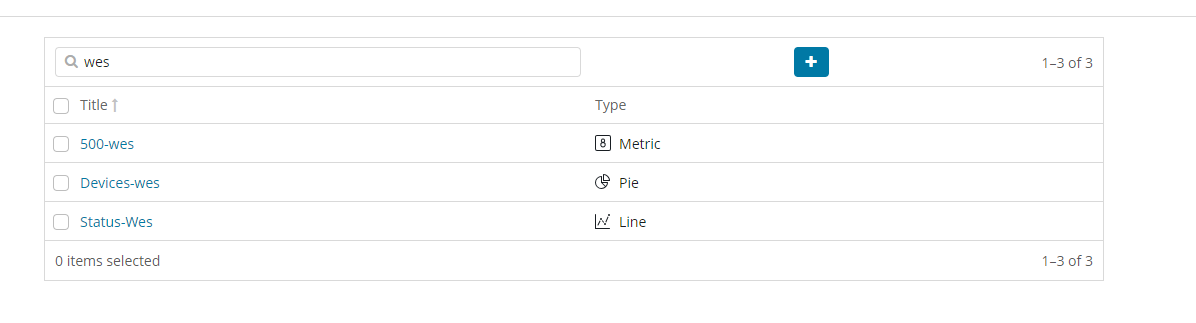 wes
1–3 of 3
Title Type
500-wes 8 Metric
Devices-wes Pie
Status-Wes Line
0 items selected 1–3 of 3